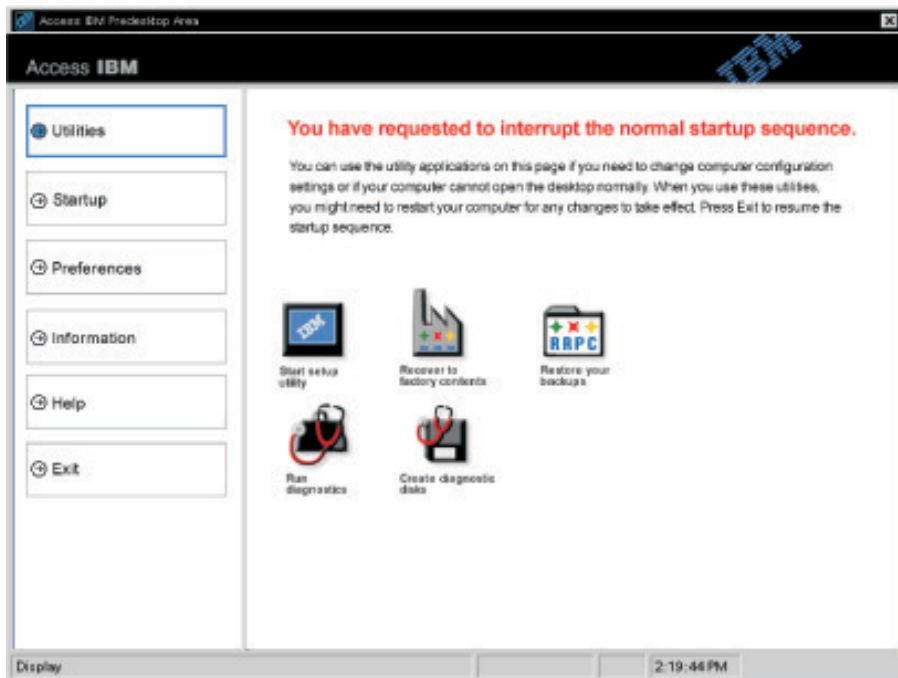 Access IBM Predesktop Area
Access IBM
IBM
Utilities
Startup
Preferences
Information
Help
Exit
You have requested to interrupt the normal startup sequence.
You can use the utility applications on this page if you need to change computer configuration
settings or if your computer cannot open the desktop normally. When you use these utilities,
you might need to restart your computer for any changes to take effect. Press Exit to resume the
startup sequence.
IBM
Start setup
utility
Recover to
factory contents
RRPC
Restore your
backups
Run
diagnostics
Create diagnostic
disks
Display
2:19:44 PM